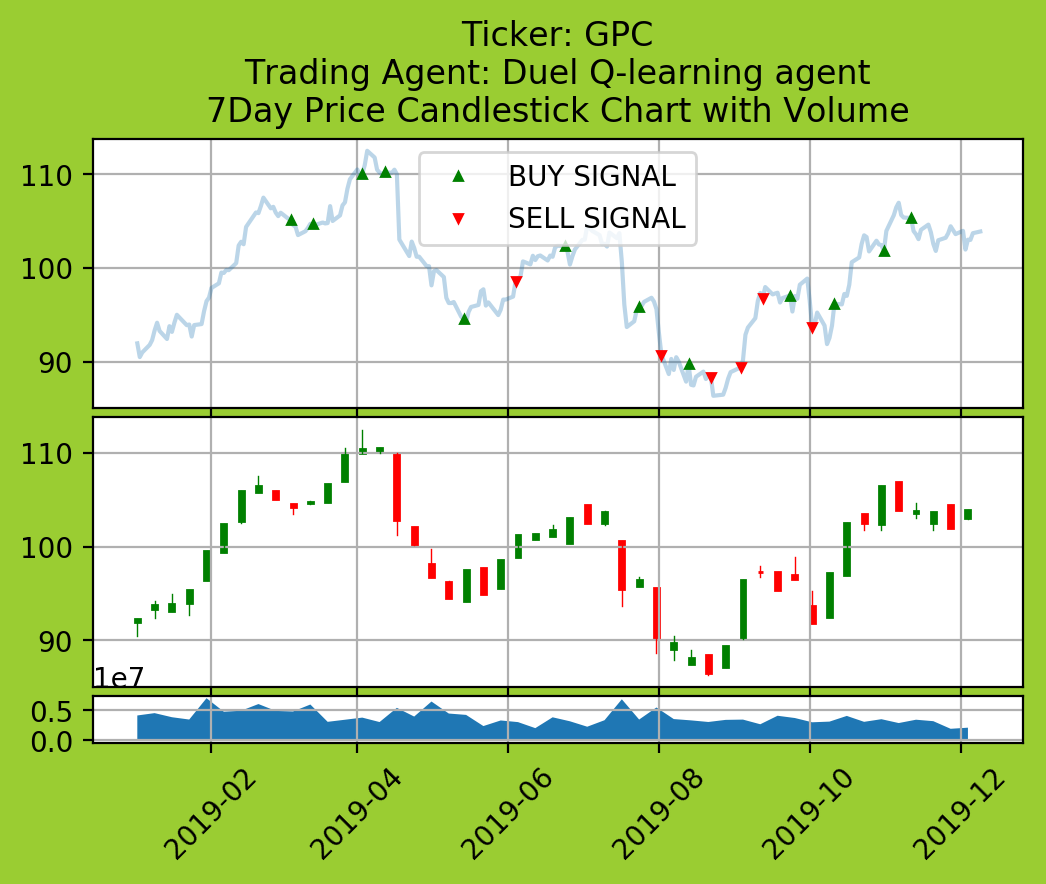 Ticker: GPC
Trading Agent: Duel Q-learning agent
7Day Price Candlestick Chart with Volume
BUY SIGNAL
SELL SIGNAL
110
100
90
110
100
90
1e7
0.5
0.0
2019-02
2019-04
2019-06
2019-08
2019-10
2019-12